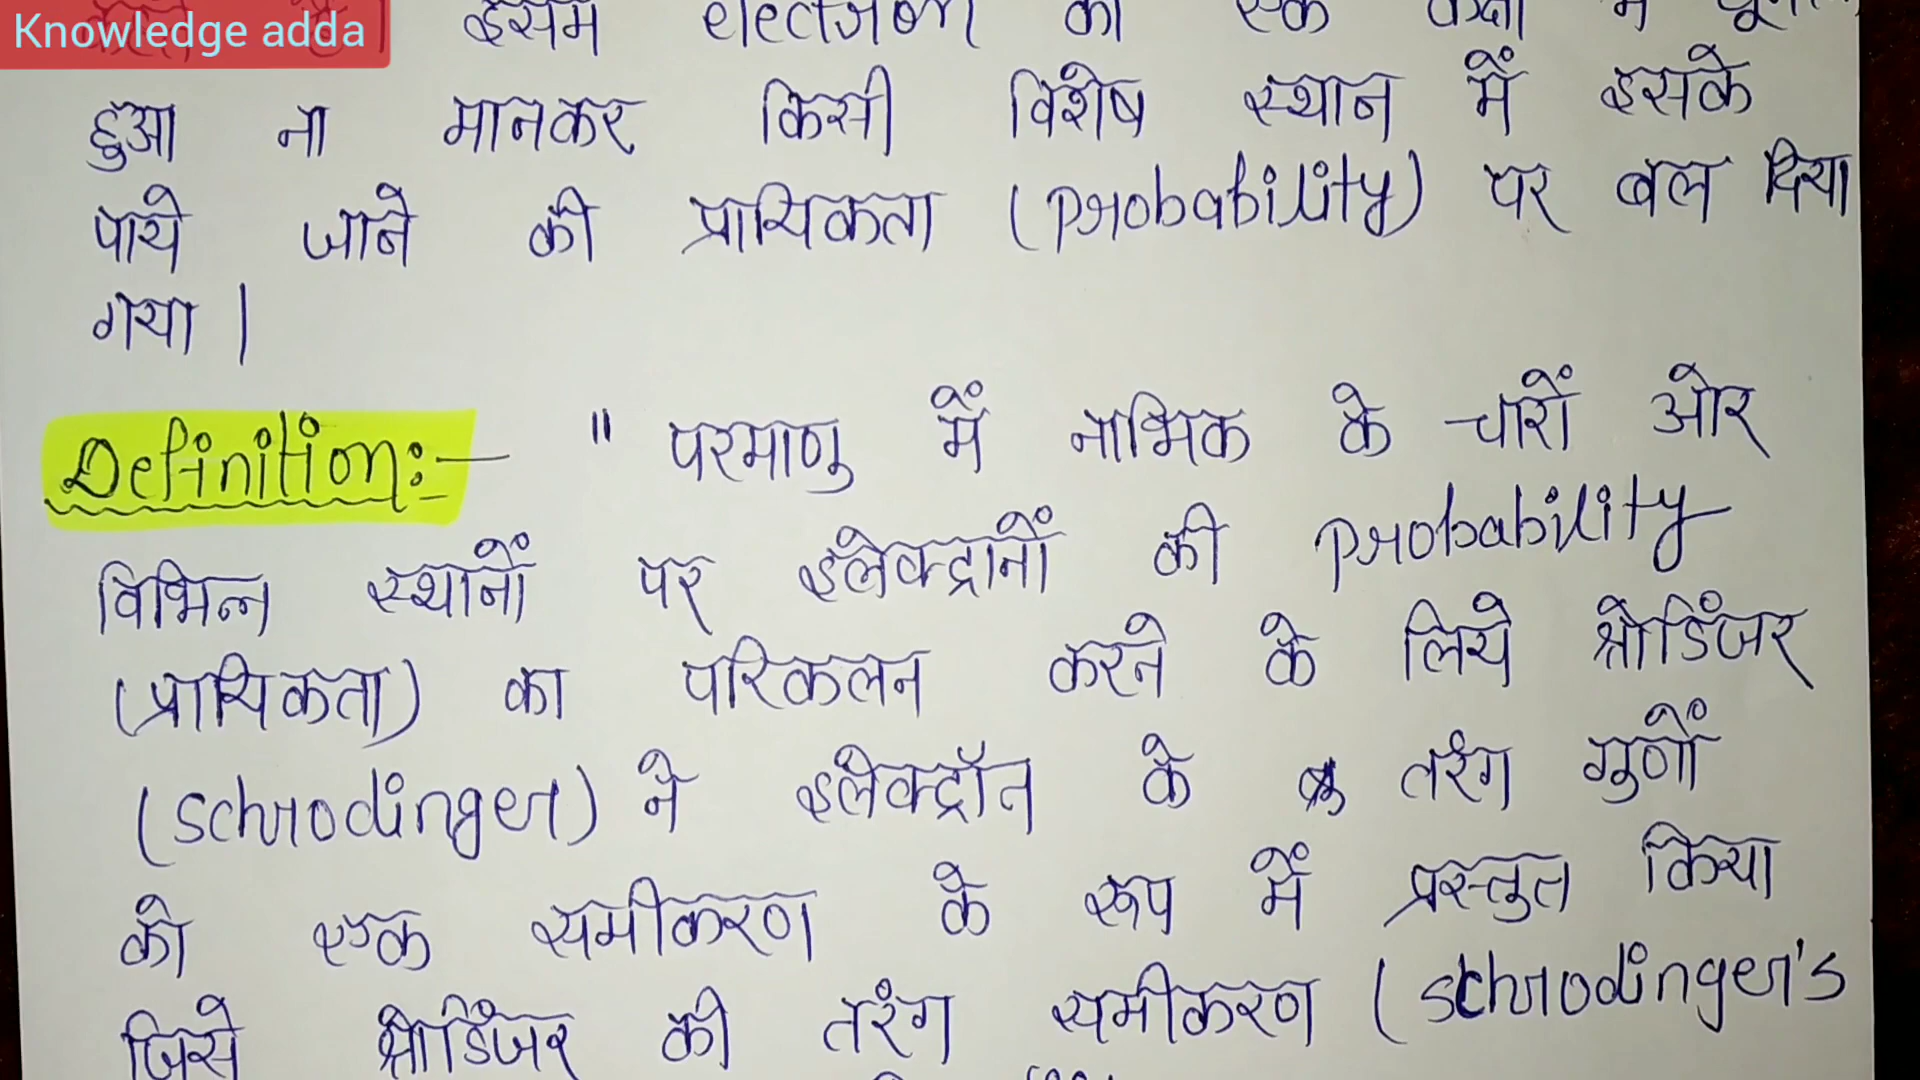 Knowledge adda
इसमें electron को एक कक्षा में
हुआ ना मानकर किसी विशेष स्थान में इसके
पाये जाने की प्रायिकता (Probability) पर बल दिया
गया |
Definition:— " परमाणु में नाभिक के चारों ओर
विभिन्न स्थानों पर इलेक्ट्रानों की probability
(प्रायिकता) का परिकलन करने के लिये श्रोडिंजर
(schrodinger) ने इलेक्ट्रॉन के तरंग गुणों
को एक समीकरण के रूप में प्रस्तुत किया
जिसे श्रोडिंजर की तरंग समीकरण (schrodinger's